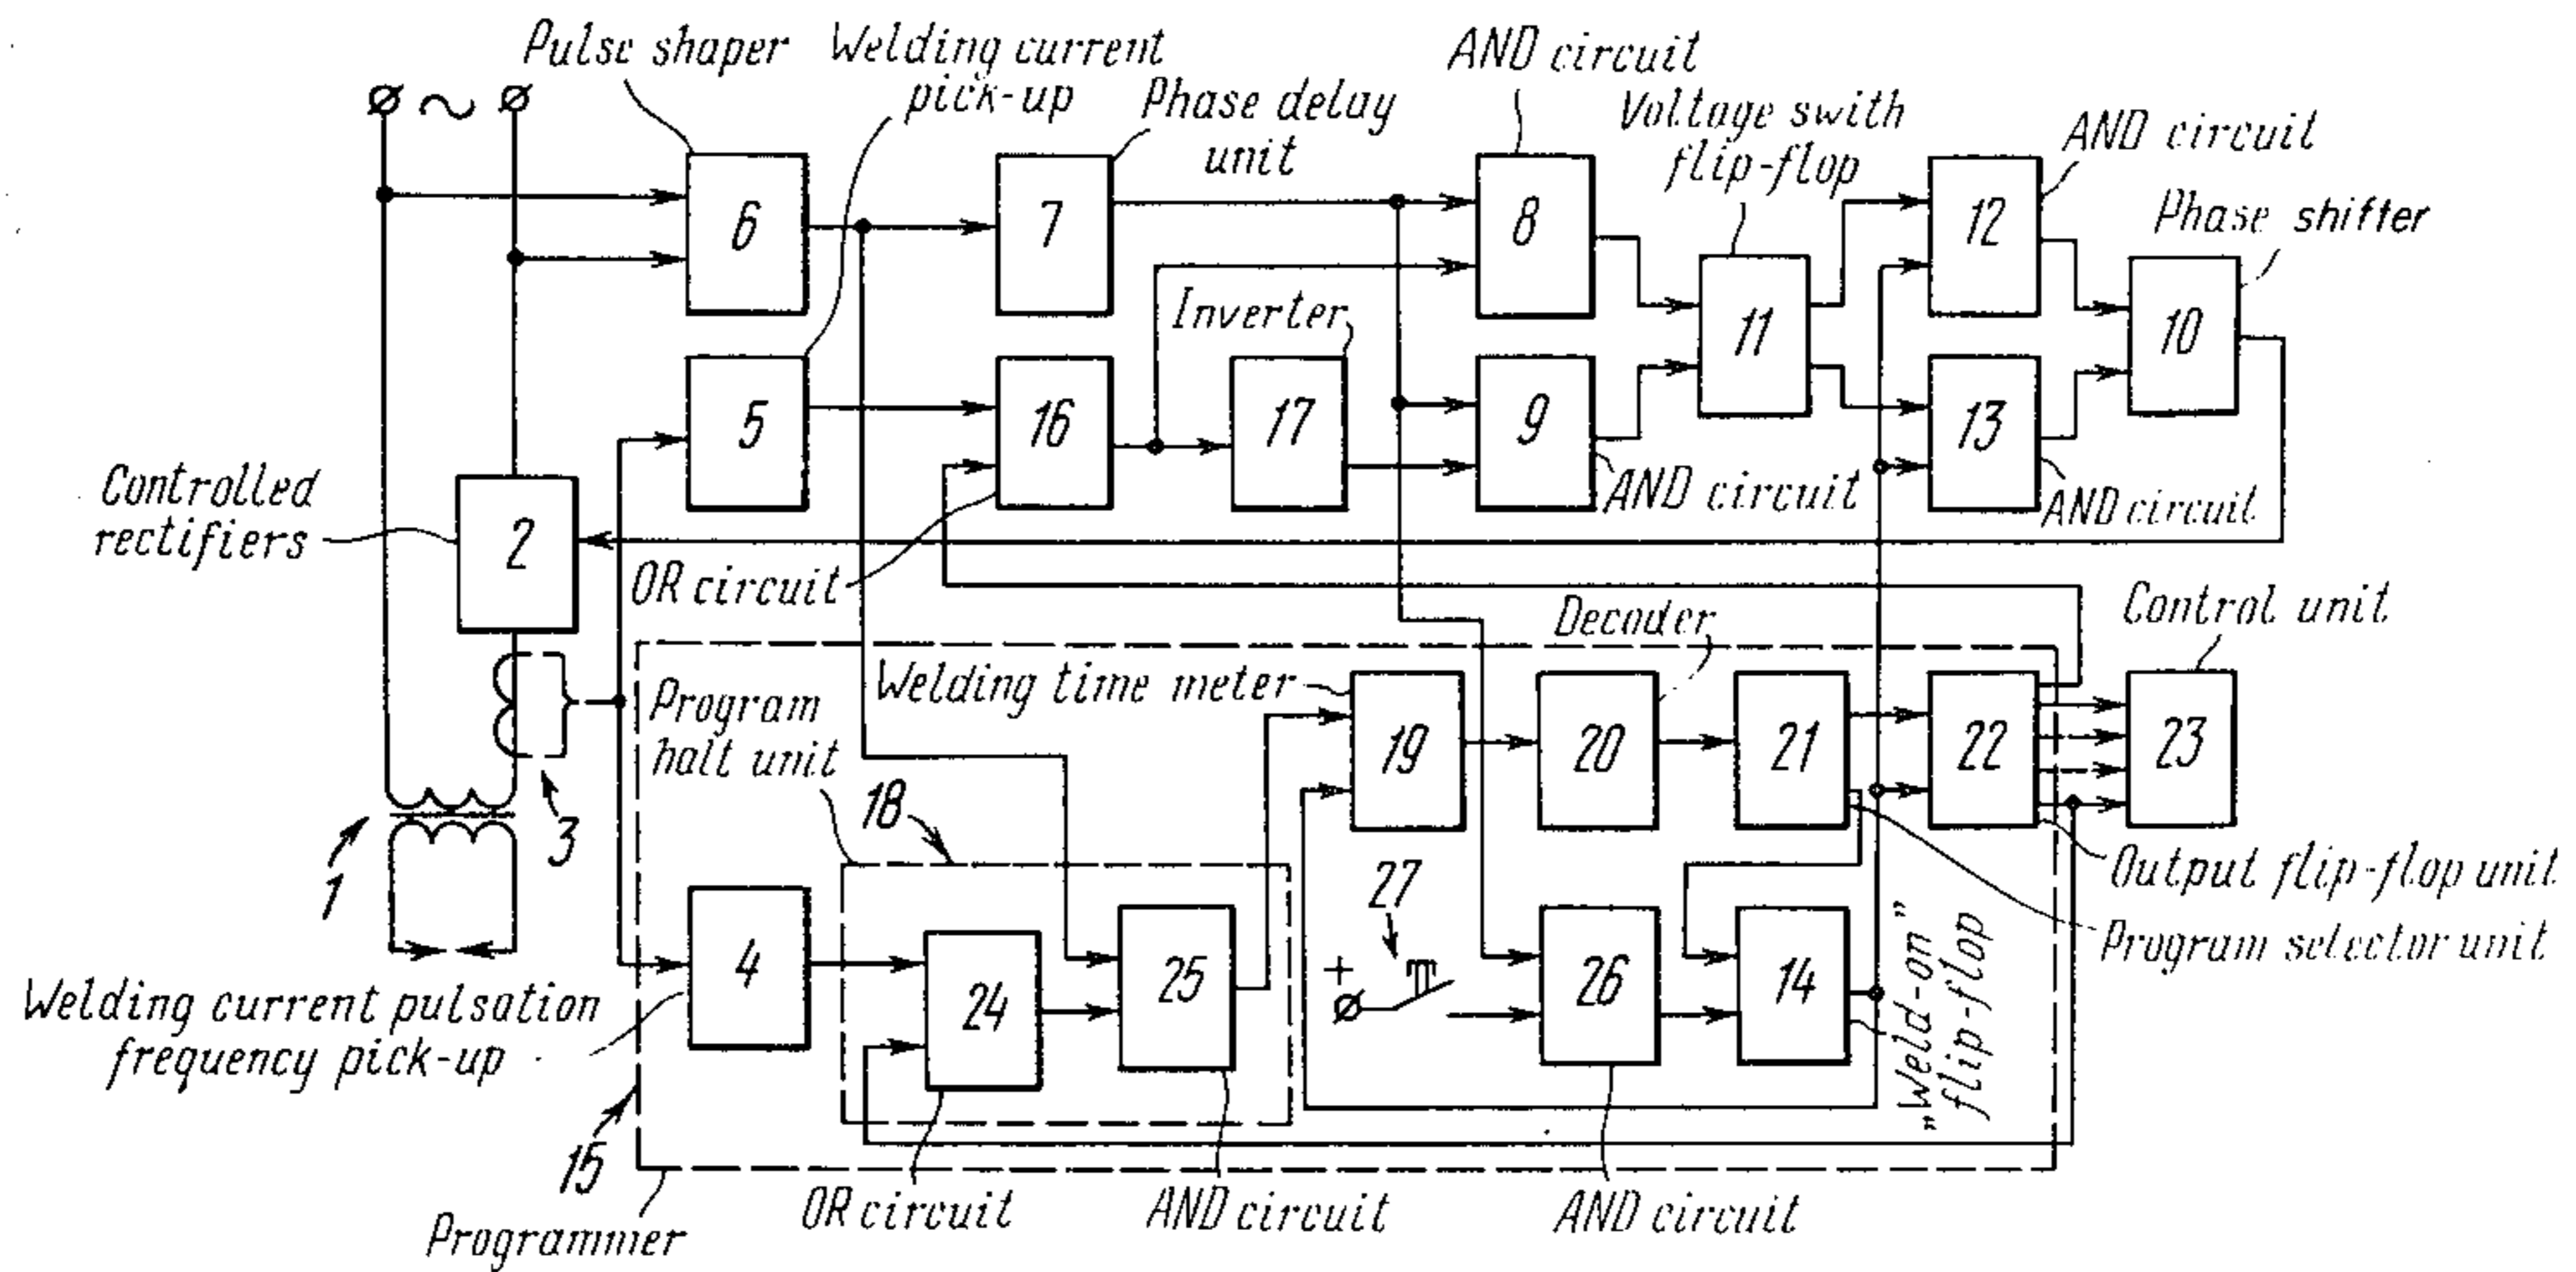 Pulse shaper
Welding current
pick-up
Phase delay
unit
AND circuit
Voltage swith
flip-flop
AND circuit
Phase shifter
~
6
7
8
12
11
10
Inverter
5
16
17
9
13
AND circuit
AND circuit
Controlled
rectifiers
2
OR circuit
Decoder
Control unit
Program
halt unit
Welding time meter
19
20
21
22
23
3
1
18
27
Output flip-flop unit
Program selector unit
4
24
25
+
26
14
„Weld-on”
flip-flop
Welding current pulsation
frequency pick-up
15
Programmer
OR circuit
AND circuit
AND circuit